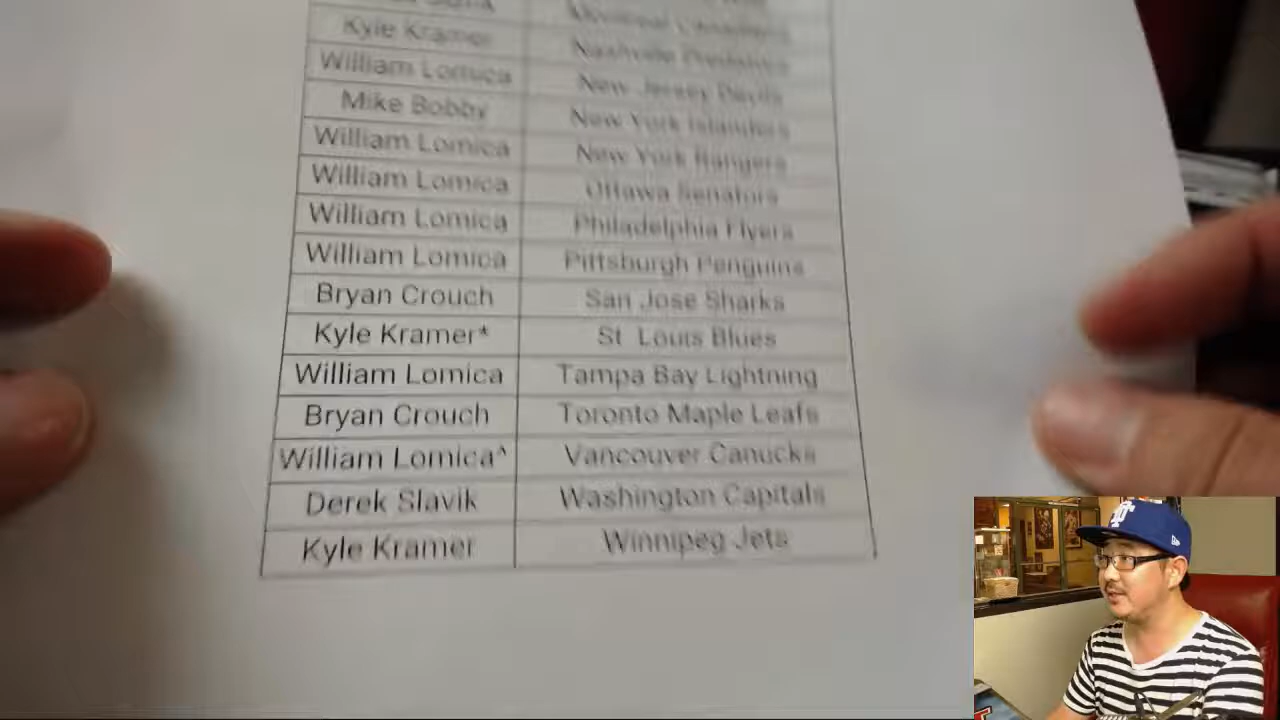 Kyle Kramer Nashville Predators
William Lomica New Jersey Devils
Mike Bobby New York Islanders
William Lomica New York Rangers
William Lomica Ottawa Senators
William Lomica Philadelphia Flyers
William Lomica Pittsburgh Penguins
Bryan Crouch San Jose Sharks
Kyle Kramer* St Louis Blues
William Lomica Tampa Bay Lightning
Bryan Crouch Toronto Maple Leafs
William Lomica^ Vancouver Canucks
Derek Slavik Washington Capitals
Kyle Kramer Winnipeg Jets